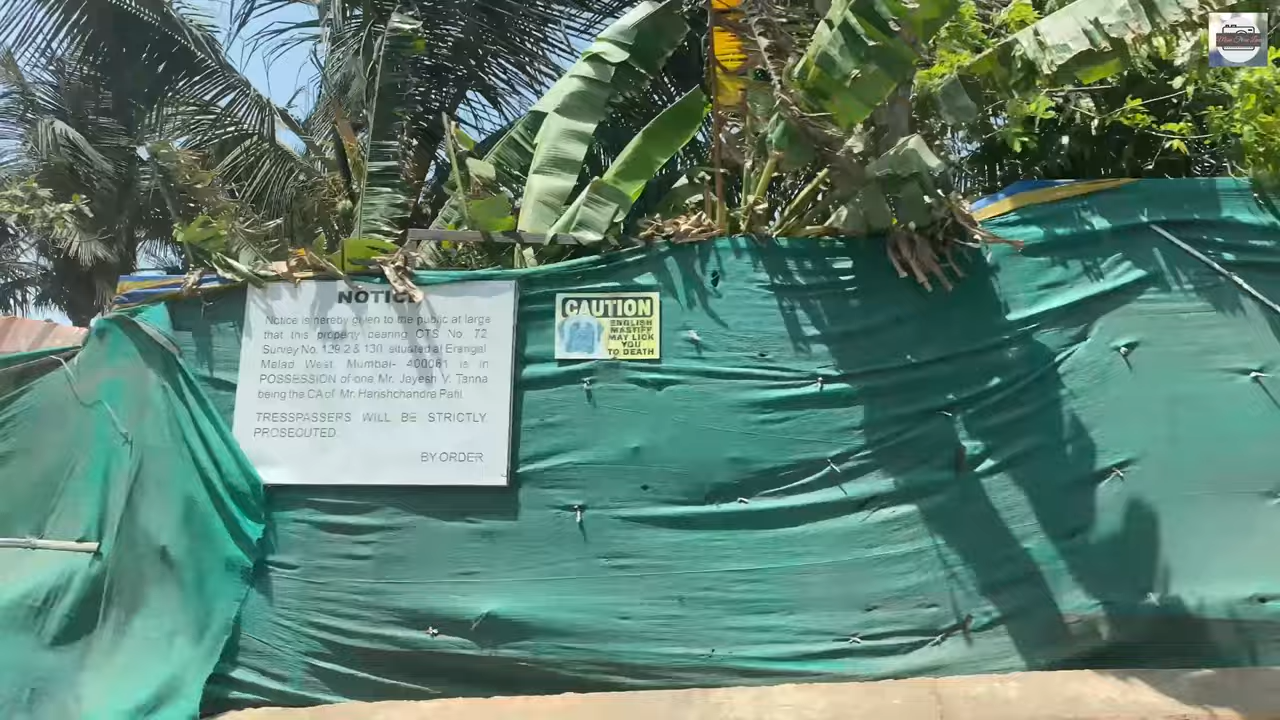 NOTICE
Notice is hereby given to the public at large
that this property bearing CTS No. 72
Survey No. 129.2 & 130, situated at Erangal
Malad West Mumbai- 400061 is in
POSSESSION of one Mr. Jayesh V. Tanna
being the CA of Mr. Harishchandra Patil.
TRESSPASSERS WILL BE STRICTLY
PROSECUTED.
BY ORDER
CAUTION
ENGLISH
MASTIFF
MAY LICK
YOU
TO DEATH